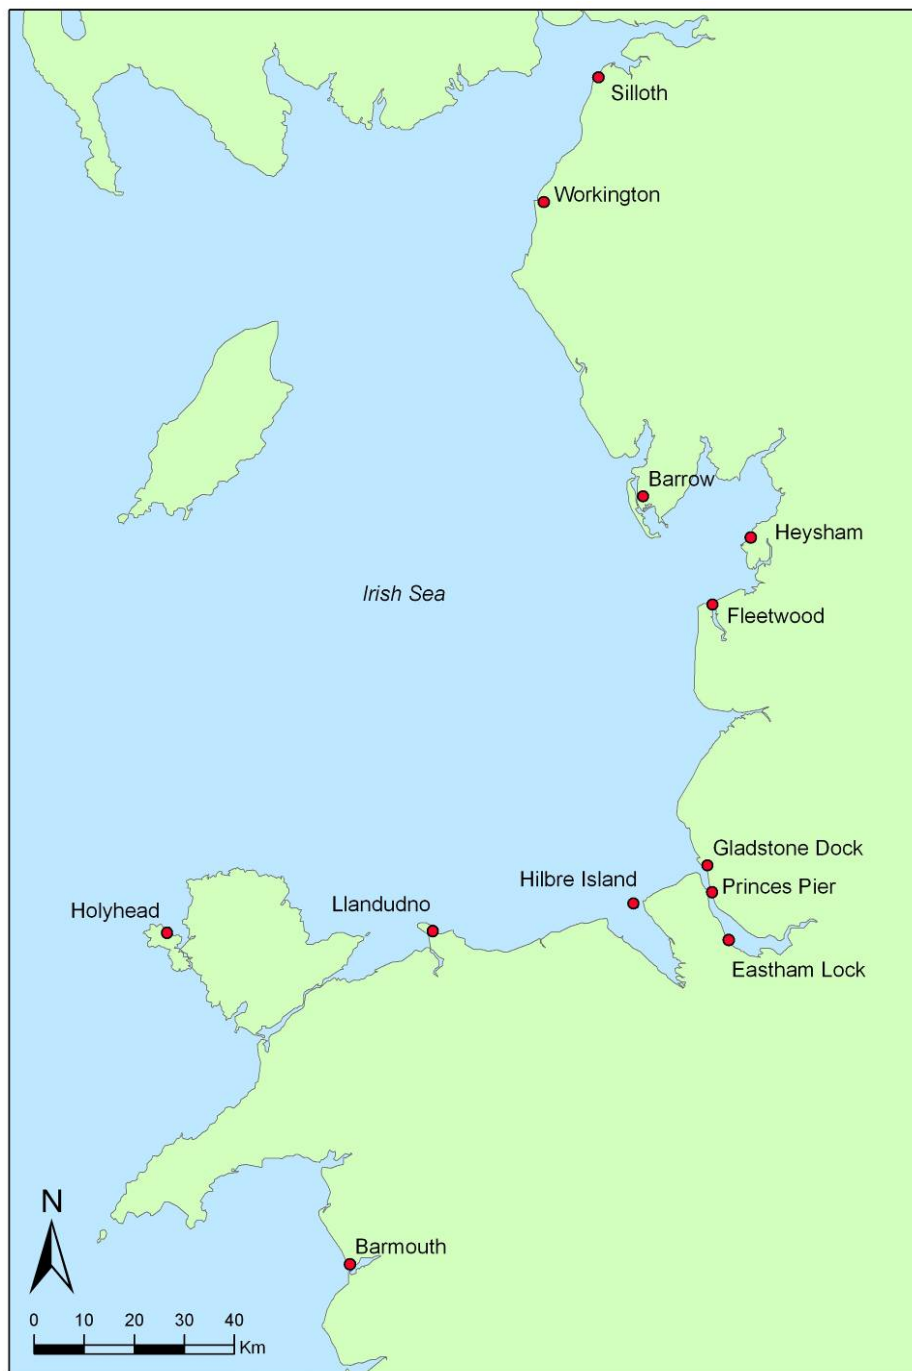 Silloth
Workington
Barrow
Heysham
Irish Sea
Fleetwood
Gladstone Dock
Hilbre Island
Princes Pier
Llandudno
Holyhead
Eastham Lock
N
Barmouth
0 10 20 30 40
Km